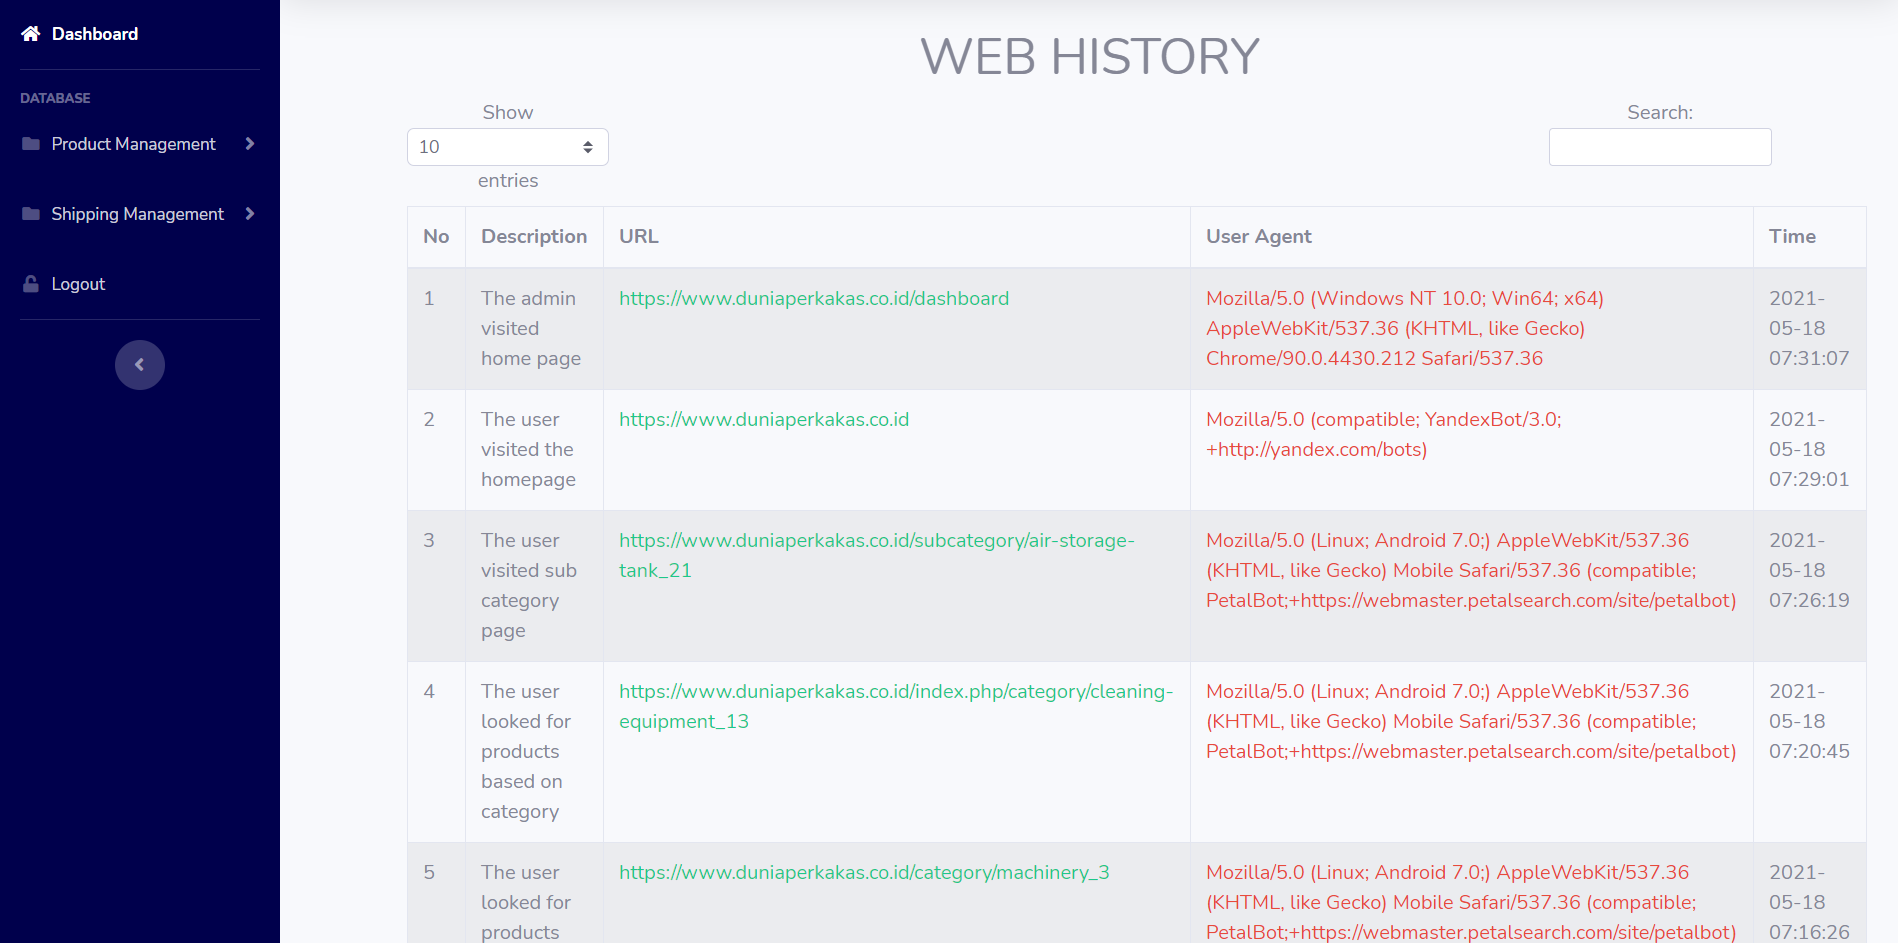 Dashboard
DATABASE
Product Management
Shipping Management
Logout
WEB HISTORY
Show
10
entries
Search:
No Description URL User Agent Time
1
The admin
visited
home page
https://www.duniaperkakas.co.id/dashboard
Mozilla/5.0 (Windows NT 10.0; Win64; x64)
AppleWebKit/537.36 (KHTML, like Gecko)
Chrome/90.0.4430.212 Safari/537.36
2021-
05-18
07:31:07
2
The user
visited the
homepage
https://www.duniaperkakas.co.id
Mozilla/5.0 (compatible; YandexBot/3.0;
+http://yandex.com/bots)
2021-
05-18
07:29:01
3
The user
visited sub
category
page
https://www.duniaperkakas.co.id/subcategory/air-storage-
tank_21
Mozilla/5.0 (Linux; Android 7.0;) AppleWebKit/537.36
(KHTML, like Gecko) Mobile Safari/537.36 (compatible;
PetalBot;+https://webmaster.petalsearch.com/site/petalbot)
2021-
05-18
07:26:19
4
The user
looked for
products
based on
category
https://www.duniaperkakas.co.id/index.php/category/cleaning-
equipment_13
Mozilla/5.0 (Linux; Android 7.0;) AppleWebKit/537.36
(KHTML, like Gecko) Mobile Safari/537.36 (compatible;
PetalBot;+https://webmaster.petalsearch.com/site/petalbot)
2021-
05-18
07:20:45
5
The user
looked for
products
https://www.duniaperkakas.co.id/category/machinery_3
Mozilla/5.0 (Linux; Android 7.0;) AppleWebKit/537.36
(KHTML, like Gecko) Mobile Safari/537.36 (compatible;
PetalBot;+https://webmaster.petalsearch.com/site/petalbot)
2021-
05-18
07:16:26